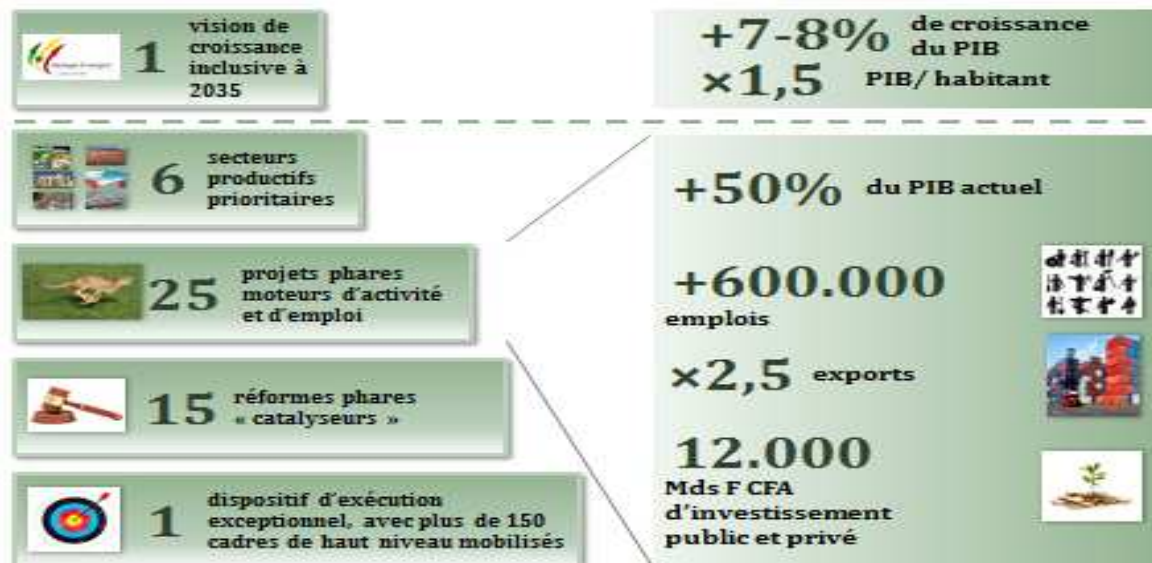 1
vision de
croissance
inclusive à
2035
+7-8% de croissance
du PIB
×1,5 PIB/ habitant
6
secteurs
productifs
prioritaires
25
projets phares
moteurs d'activité
et d'emploi
15
réformes phares
« catalyseurs »
1
dispositif d'exécution
exceptionnel, avec plus de 150
cadres de haut niveau mobilisés
+50% du PIB actuel
+600.000
emplois
×2,5 exports
12.000
Mds F CFA
d'investissement
public et privé